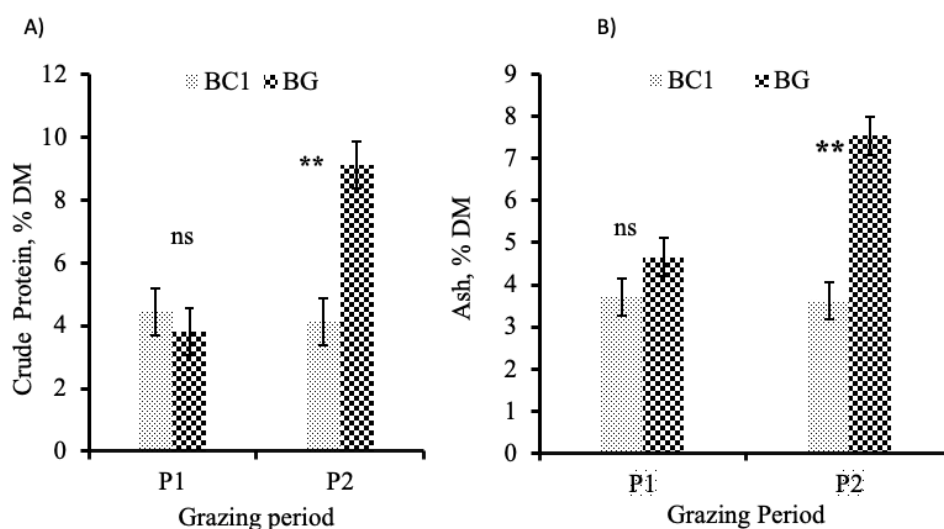 A)
BC1 BG
12
10
8
6
4
2
0
Crude Protein, % DM
ns
**
P1 P2
Grazing period
B)
BC1 BG
9
8
7
6
5
4
3
2
1
0
Ash, % DM
ns
**
P1 P2
Grazing Period